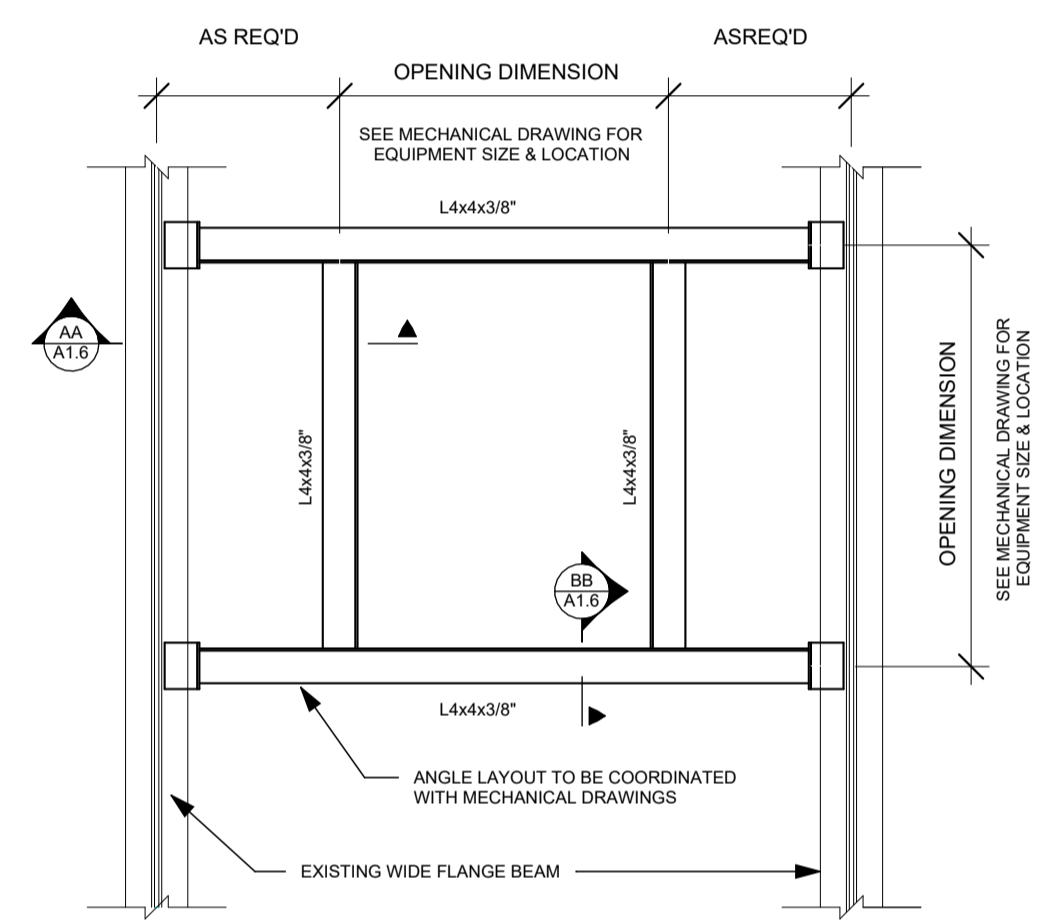 AS REQ'D
ASREQ'D
OPENING DIMENSION
SEE MECHANICAL DRAWING FOR
EQUIPMENT SIZE & LOCATION
L4x4x3/8"
AA
A1.6
L4x4x3/8"
L4x4x3/8"
OPENING DIMENSION
SEE MECHANICAL DRAWING FOR
EQUIPMENT SIZE & LOCATION
BB
A1.6
L4x4x3/8"
ANGLE LAYOUT TO BE COORDINATED
WITH MECHANICAL DRAWINGS
EXISTING WIDE FLANGE BEAM